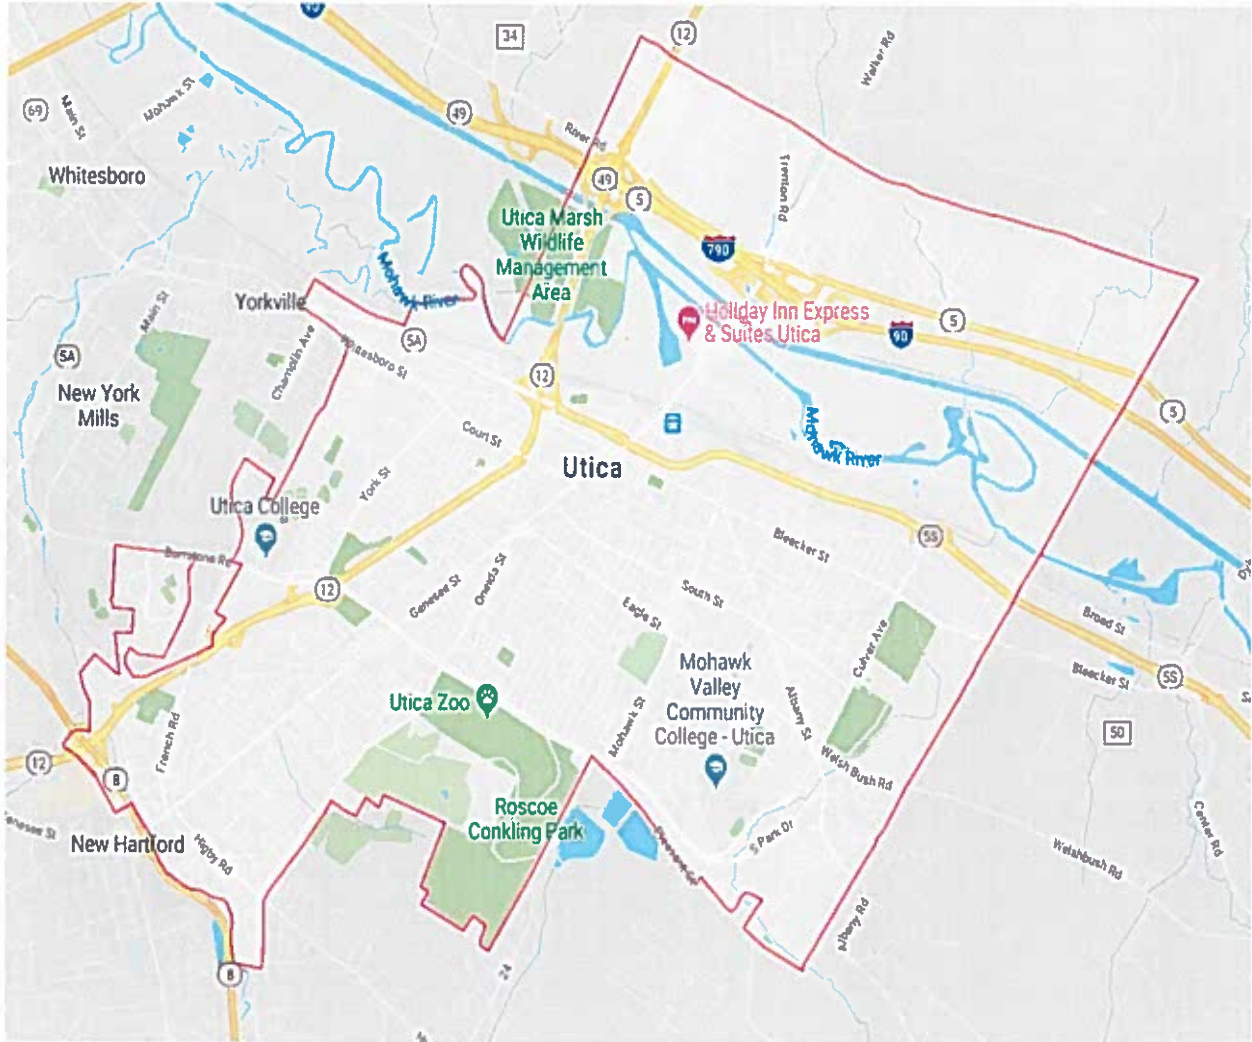 12
34
Walker Rd
69
Main St
Mohawk St
49
River Rd
Whitesboro
49
5
Trenton Rd
Utica Marsh
Wildlife
Management
Area
790
Mohawk River
Yorkville
Holiday Inn Express
& Suites Utica
5
90
Main St
5A
5A
Champlin Ave
Whitesboro St
New York
Mills
12
5
Court St
Mohawk River
Utica
York St
Utica College
5S
Bleecker St
Burrstone Rd
12
Genesee St
Oneida St
South St
Eagle St
Broad St
Culver Ave
Bleecker St
5S
Mohawk
Valley
Community
College - Utica
Utica Zoo
Mohawk St
Albany St
50
French Rd
12
8
Welsh Bush Rd
Roscoe
Conkling Park
Genesee St
New Hartford
Higby Rd
Pleasant St
S Park Dr
Welshbush Rd
Center Rd
Albany Rd
24
8